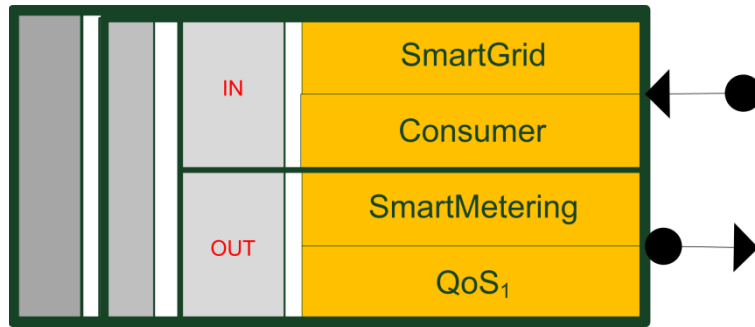 SmartGrid
IN
Consumer
SmartMetering
OUT
QoS₁